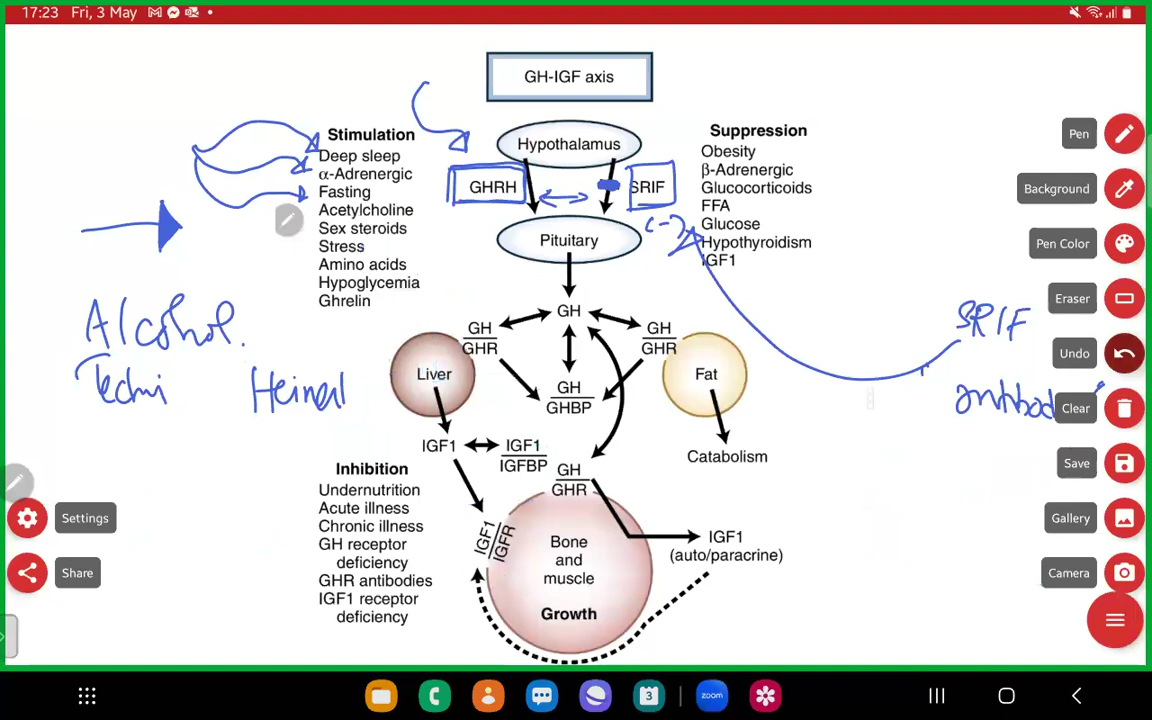 17:23 Fri, 3 May
GH-IGF axis
Stimulation
Deep sleep
α-Adrenergic
Fasting
Acetylcholine
Sex steroids
Stress
Amino acids
Hypoglycemia
Ghrelin
Hypothalamus
GHRH
SRIF
Pituitary
(-)
Suppression
Obesity
β-Adrenergic
Glucocorticoids
FFA
Glucose
Hypothyroidism
IGF1
Alcohol.
SRIF
GH
GH
GHR
GH
GHR
Liver
GH
GHBP
Fat
IGF1
IGF1
IGFBP
Catabolism
GH
GHR
Inhibition
Undernutrition
Acute illness
Chronic illness
GH receptor
deficiency
GHR antibodies
IGF1 receptor
deficiency
IGF1
IGFR
Bone
and
muscle
Growth
IGF1
(auto/paracrine)
Pen
Background
Pen Color
Eraser
Undo
Clear
Save
Gallery
Camera
Settings
Share
3
zoom